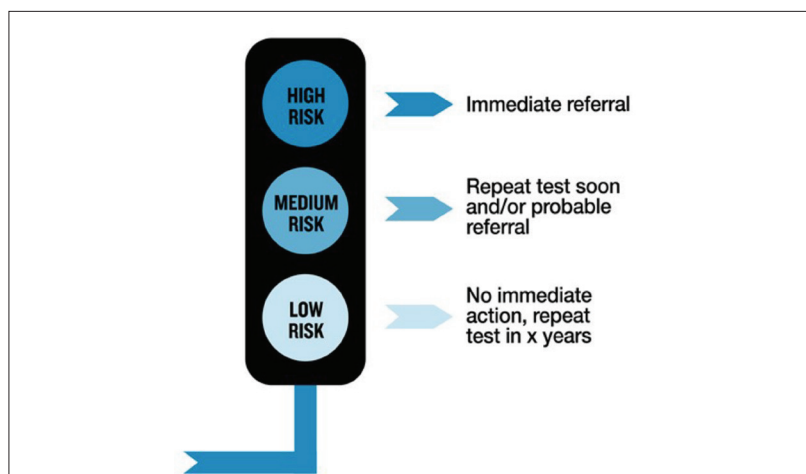 HIGH
RISK
Immediate referral
MEDIUM
RISK
Repeat test soon
and/or probable
referral
LOW
RISK
No immediate
action, repeat
test in x years